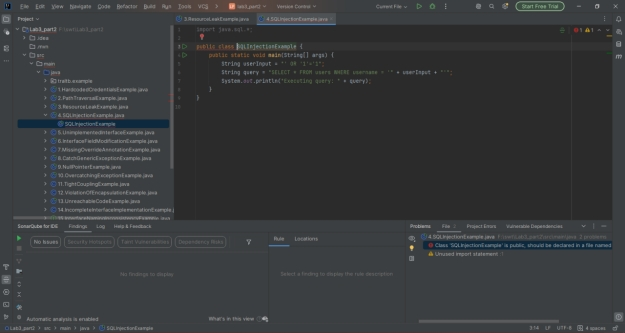 File Edit View Navigate Code Refactor Build Run Tools VCS
Lab3_part2 Version Control
Current File
Start Free Trial
Project
3.ResourceLeakExample.java
4.SQLInjectionExample.java
Lab3_part2
.idea
.mvn
src
main
java
1.HardcodedCredentialsExample.java
2.PathTraversalExample.java
3.ResourceLeakExample.java
4.SQLInjectionExample.java
SQLInjectionExample
5.UnimplementedInterfaceExample.java
6.InterfaceFieldModificationExample.java
7.MissingOverrideAnnotationExample.java
8.CatchGenericExceptionExample.java
9.NullPointerExample.java
10.OvercatchingExceptionExample.java
11.TightCouplingExample.java
12.ViolationOfEncapsulationExample.java
13.UnreachableCodeExample.java
14.IncompleteInterfaceImplementationExample.java
import java.sql.*;
public class SQLInjectionExample {
public static void main(String[] args) {
String userInput = "' OR '1'='1";
String query = "SELECT * FROM users WHERE username = '" + userInput + "'";
System.out.println("Executing query: " + query);
}
}
SonarQube for IDE Findings Log Help & Feedback
No Issues Security Hotspots Taint Vulnerabilities Dependency Risks
No findings to display
Automatic analysis is enabled
What's in this view
Rule Locations
Select a finding to display the rule description
Problems File Project Errors Vulnerable Dependencies
4.SQLInjectionExample.java
2 problems
Class 'SQLInjectionExample' is public, should be declared in a file named
Unused import statement
Lab3_part2 > src > main > java > SQLInjectionExample
3:14 LF UTF-8 4 spaces